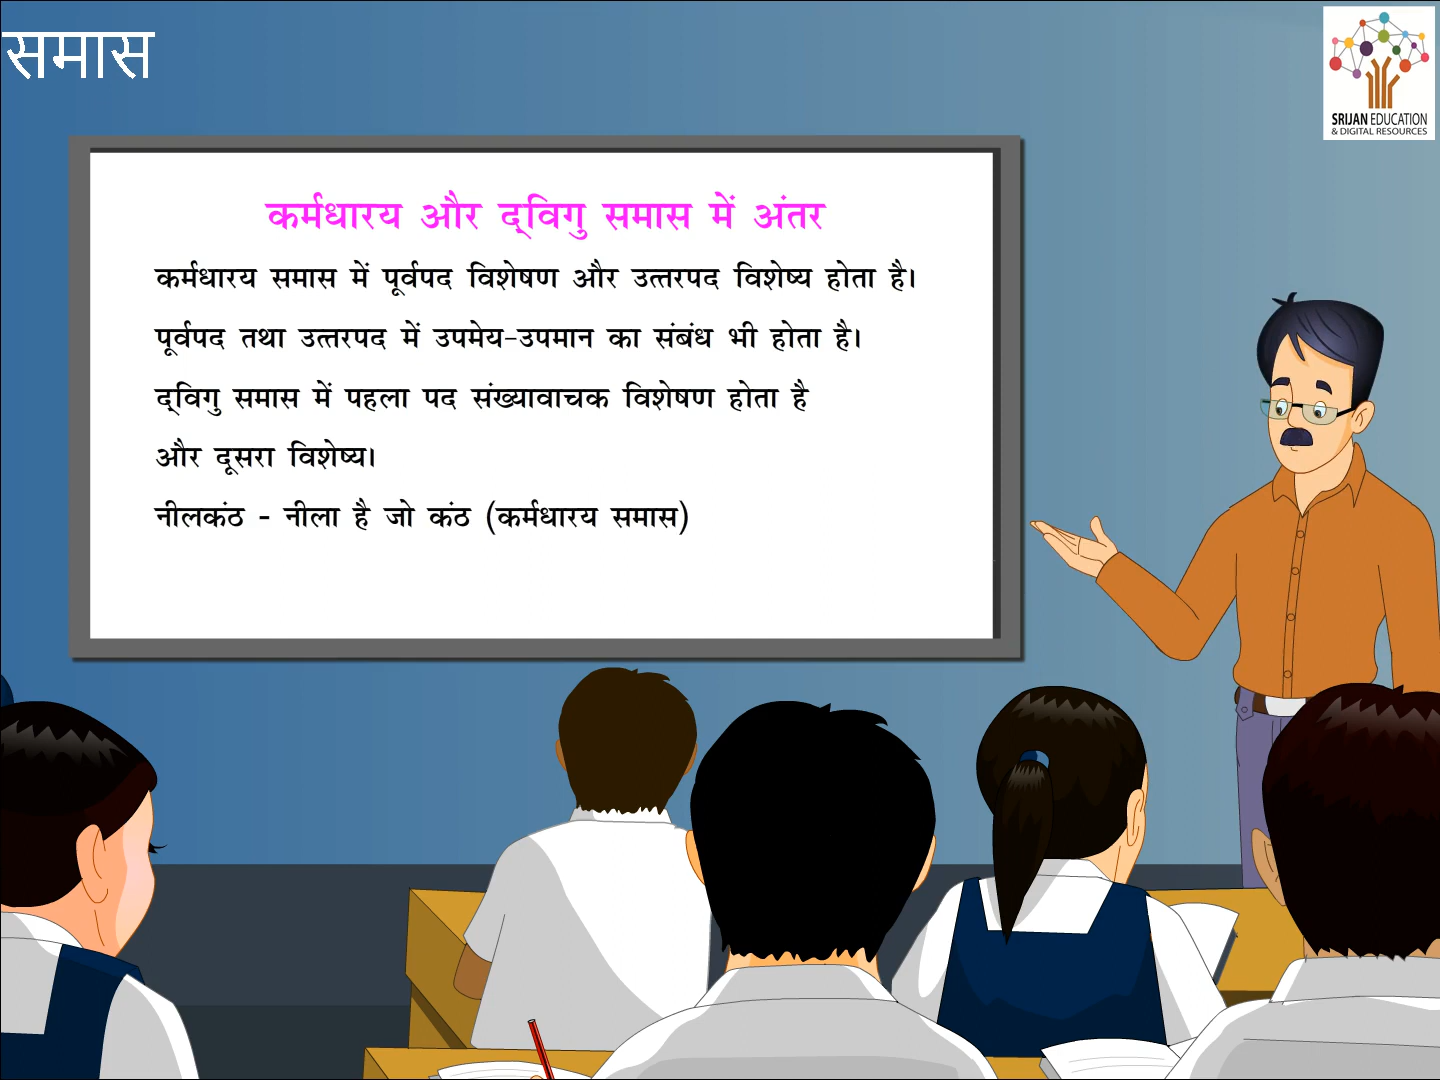 समास
SRIJAN EDUCATION
& DIGITAL RESOURCES
कर्मधारय और द्‌विगु समास में अंतर
कर्मधारय समास में पूर्वपद विशेषण और उत्तरपद विशेष्य होता है।
पूर्वपद तथा उत्तरपद में उपमेय-उपमान का संबंध भी होता है।
द्‌विगु समास में पहला पद संख्यावाचक विशेषण होता है
और दूसरा विशेष्य।
नीलकंठ - नीला है जो कंठ (कर्मधारय समास)